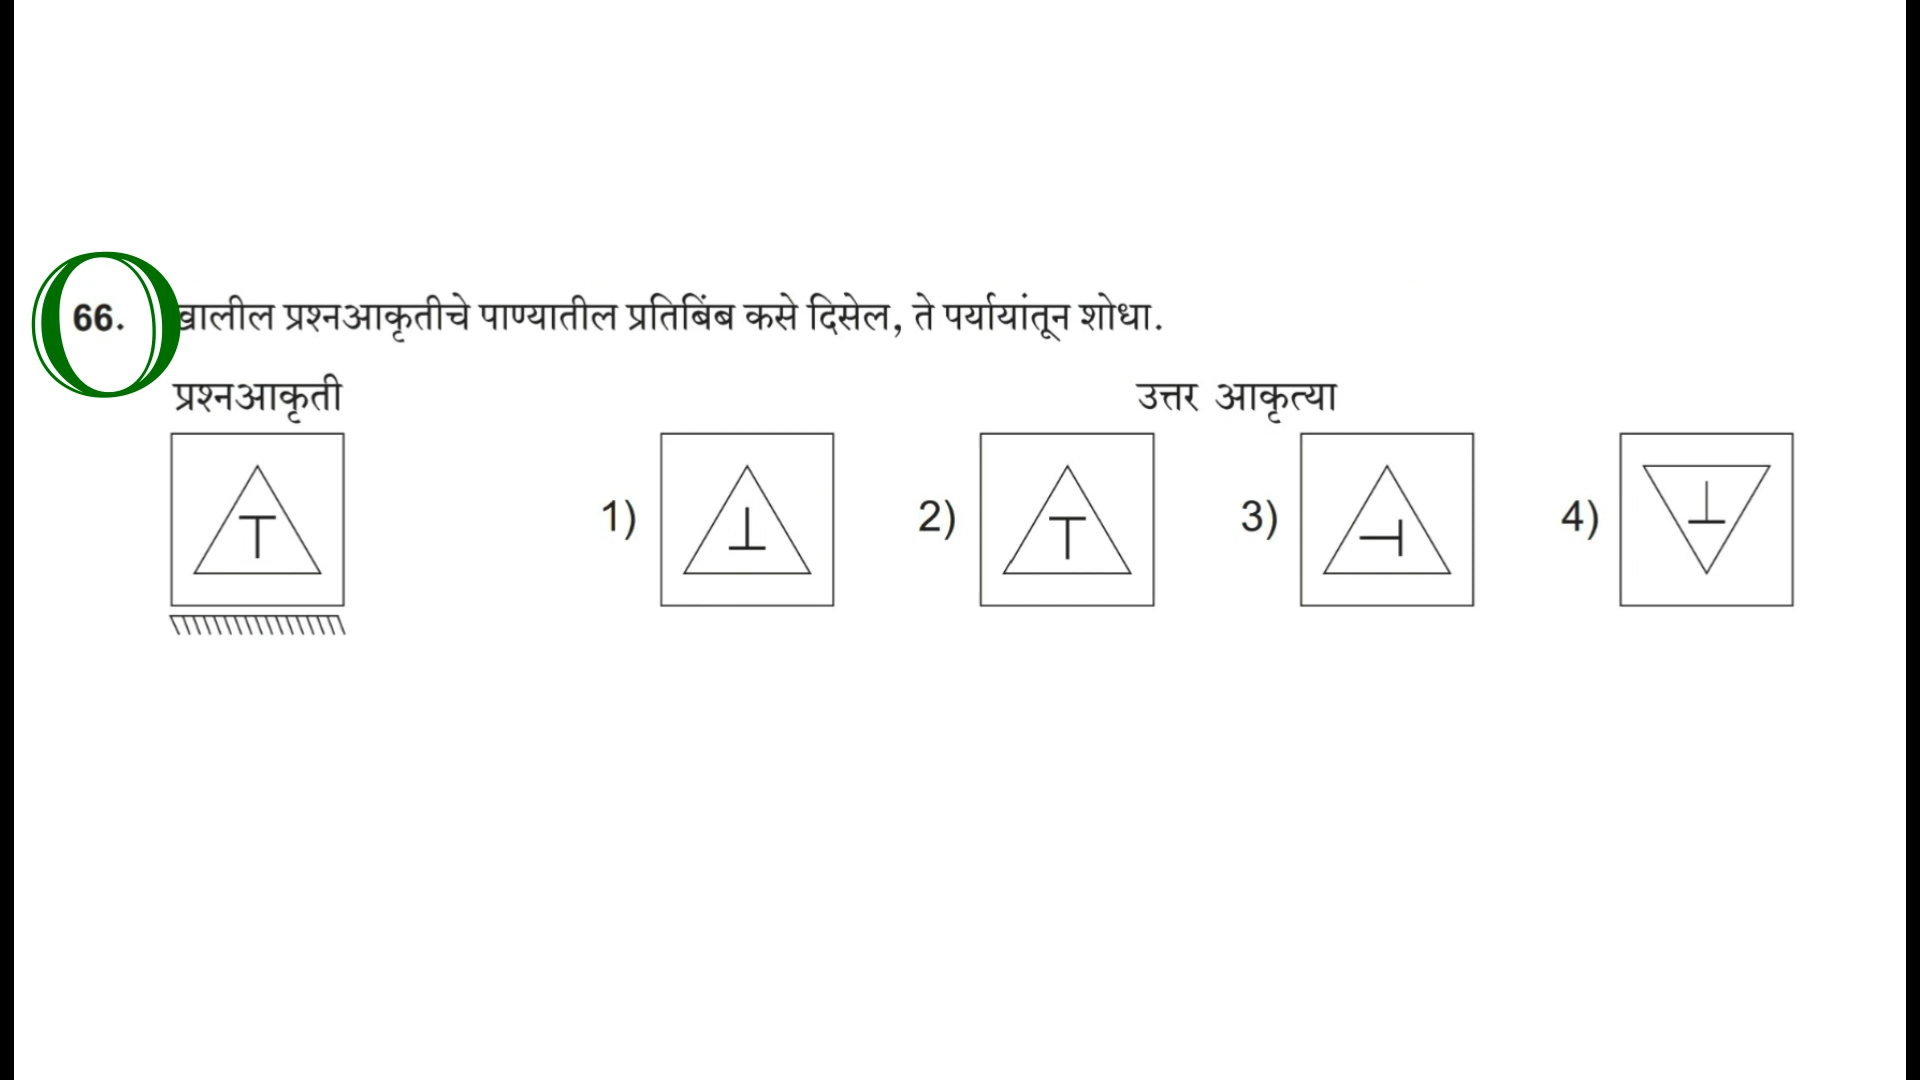 66. खालील प्रश्नआकृतीचे पाण्यातील प्रतिबिंब कसे दिसेल, ते पर्यायांतून शोधा.
प्रश्नआकृती उत्तर आकृत्या
T 1) ⊥ 2) T 3) ⊣ 4) ⊥